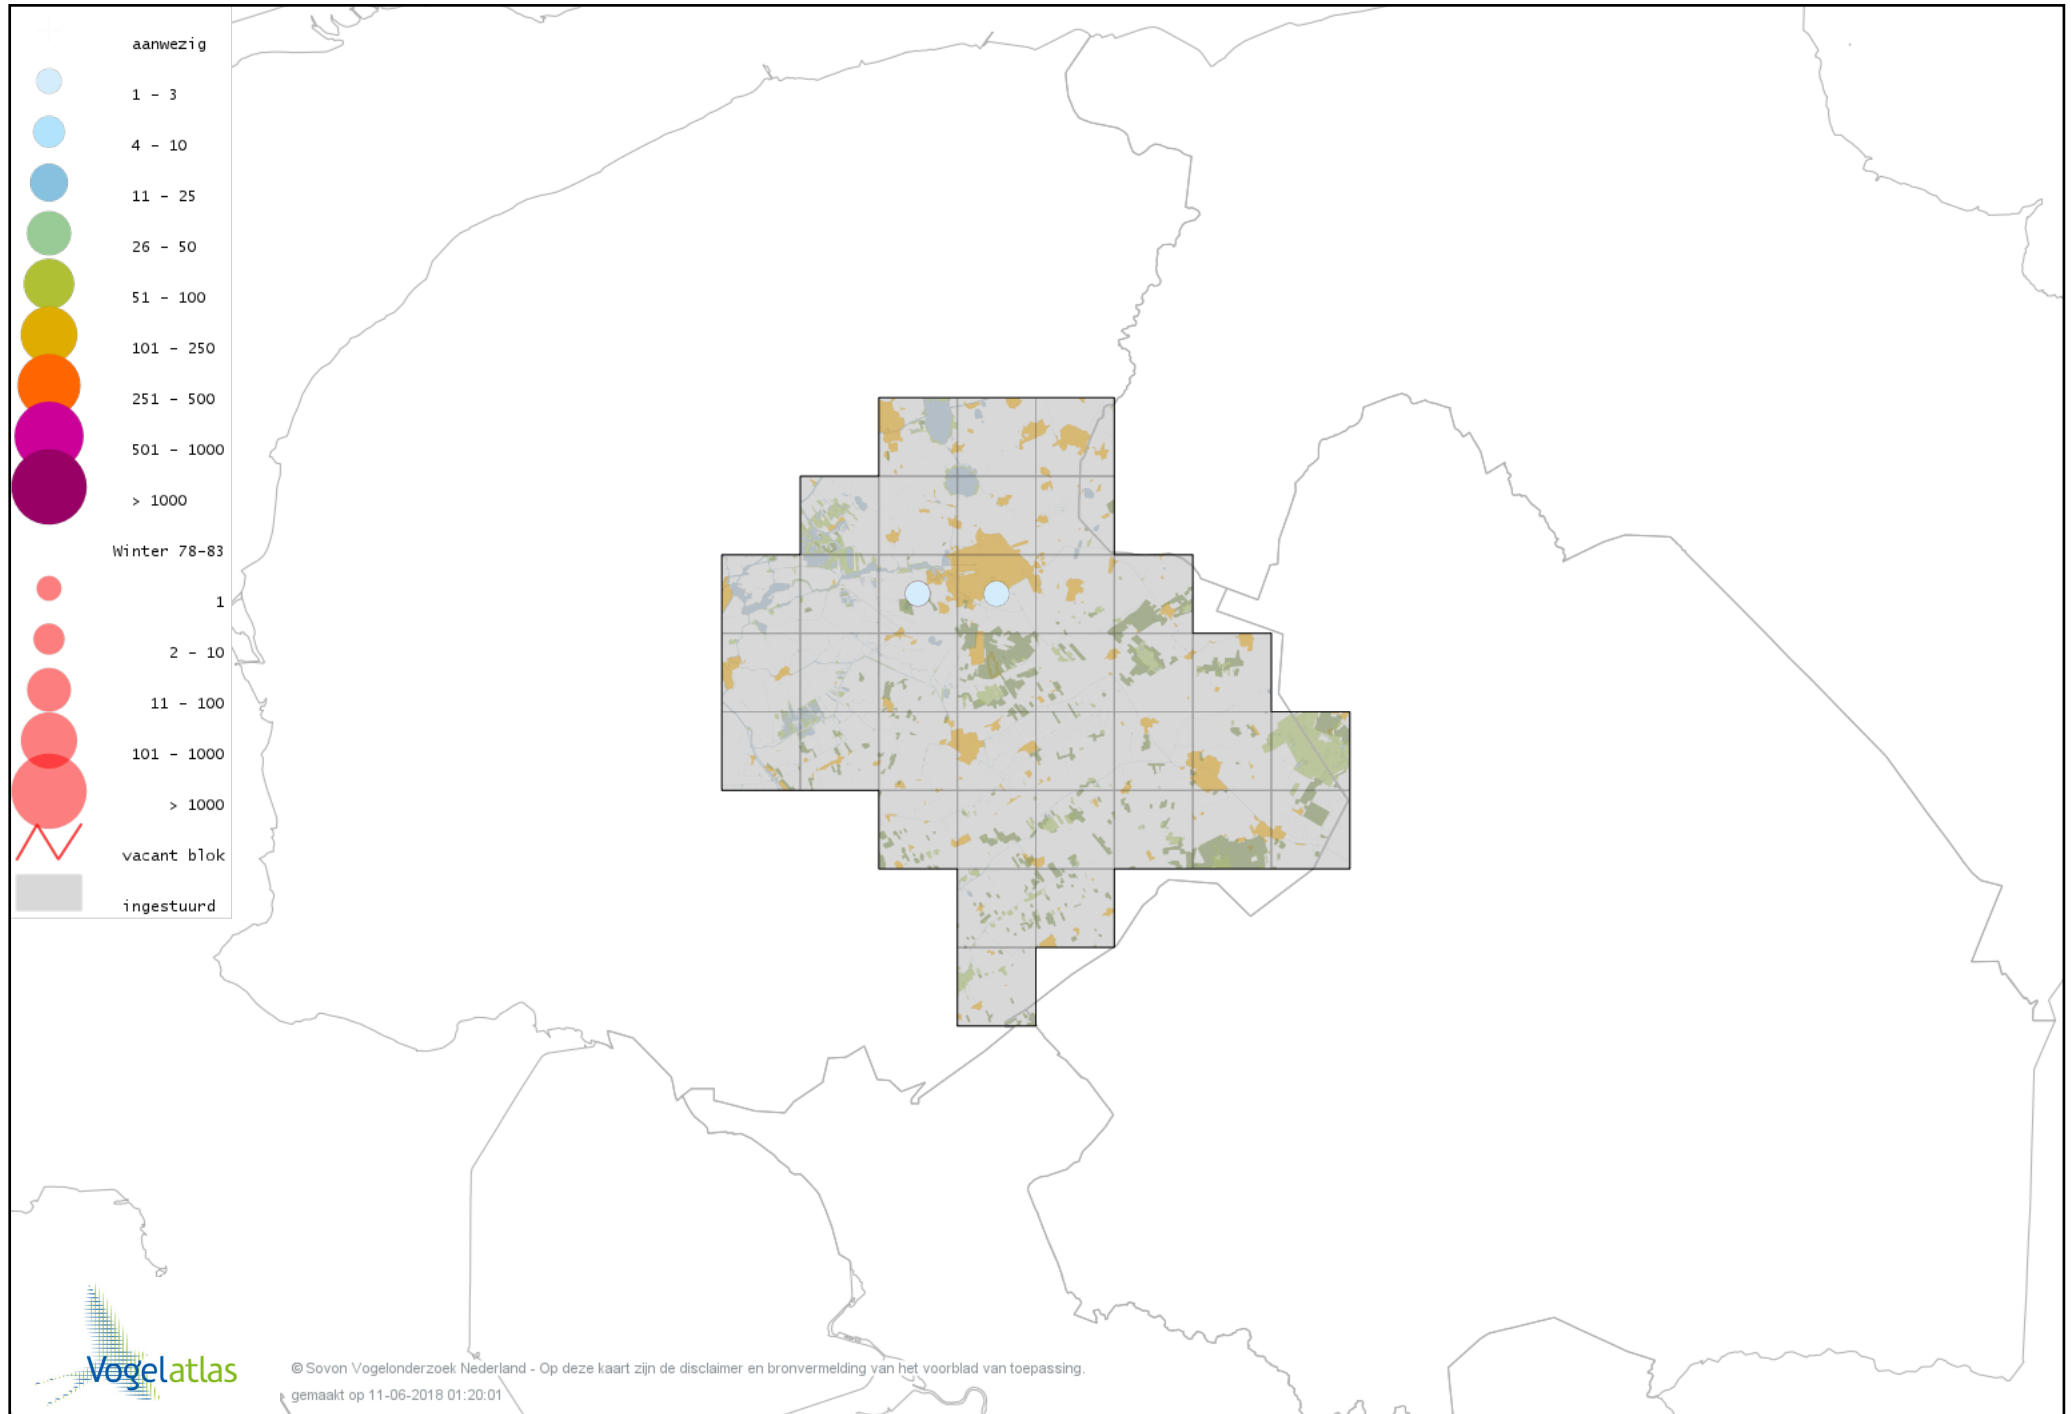 aanwezig
1 - 3
4 - 10
11 - 25
26 - 50
51 - 100
101 - 250
251 - 500
501 - 1000
> 1000
Winter 78-83
1
2 - 10
11 - 100
101 - 1000
> 1000
vacant blok
ingestuurd
Vogelatlas
© Sovon Vogelonderzoek Nederland - Op deze kaart zijn de disclaimer en bronvermelding van het voorblad van toepassing.
gemaakt op 11-06-2018 01:20:01